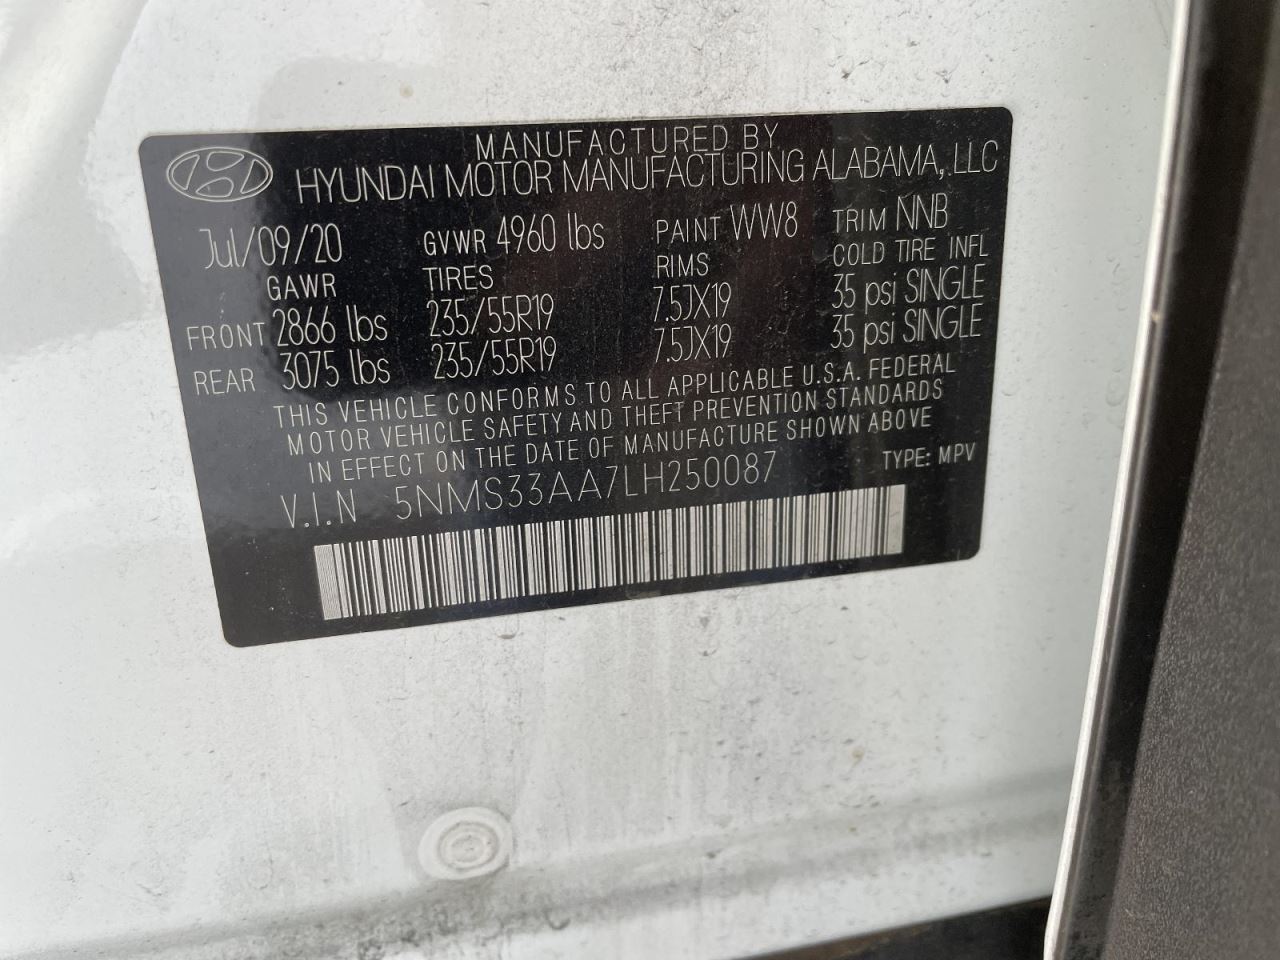 MANUFACTURED BY
HYUNDAI MOTOR MANUFACTURING ALABAMA, LLC
Jul/09/20 GVWR 4960 lbs PAINT WW8 TRIM NNB
GAWR TIRES RIMS COLD TIRE INFL
FRONT 2866 lbs 235/55R19 7.5JX19 35 psi SINGLE
REAR 3075 lbs 235/55R19 7.5JX19 35 psi SINGLE
THIS VEHICLE CONFORMS TO ALL APPLICABLE U.S.A. FEDERAL
MOTOR VEHICLE SAFETY AND THEFT PREVENTION STANDARDS
IN EFFECT ON THE DATE OF MANUFACTURE SHOWN ABOVE
V.I.N 5NMS33AA7LH250087 TYPE: MPV